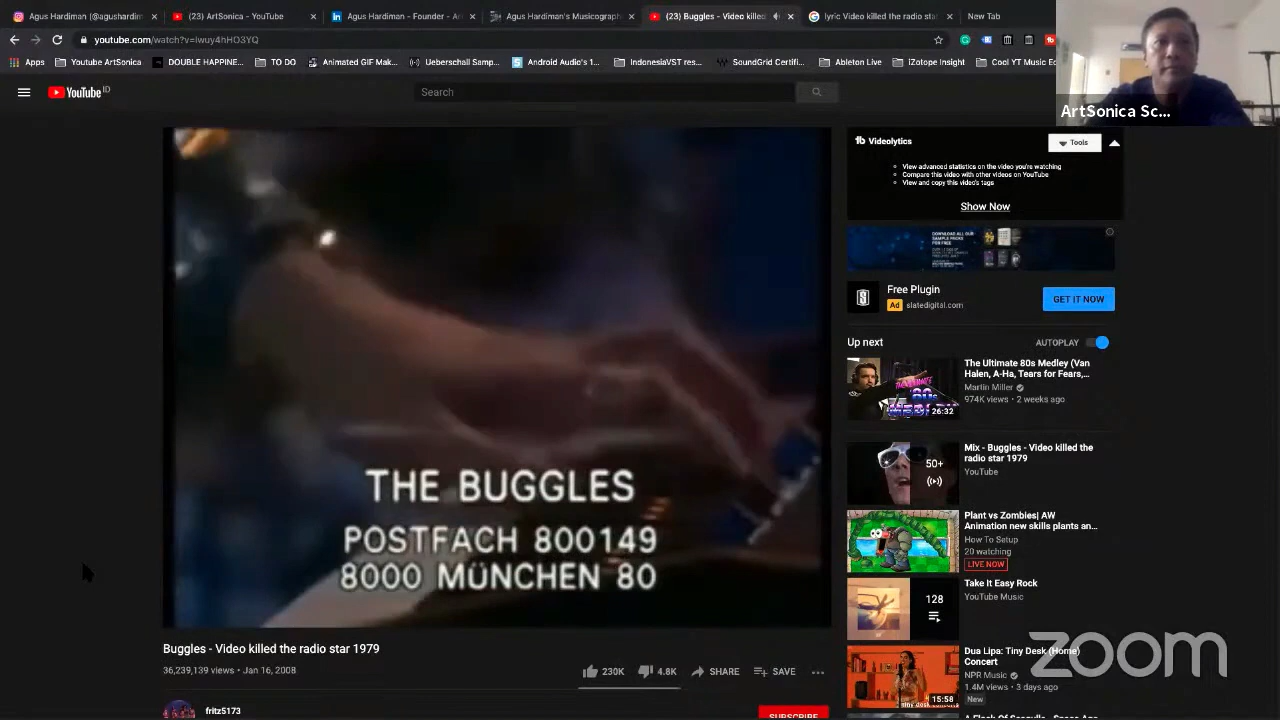 Agus Hardiman (@agushardim
(23) ArtSonica - YouTube
Agus Hardiman - Founder - Ar
Agus Hardiman's Musicograph
(23) Buggles - Video killed
lyric Video killed the radio sta
New Tab
youtube.com/watch?v=Iwuy4hHO3YQ
Apps
Youtube ArtSonica
DOUBLE HAPPINE...
TO DO
Animated GIF Mak...
Ueberschall Samp...
Android Audio's 1...
IndonesiaVST res...
SoundGrid Certifi...
Ableton Live
iZotope Insight
Cool YT Music Ed
ArtSonica Sc...
YouTube ID
Search
THE BUGGLES
POSTFACH 800149
8000 MÜNCHEN 80
Videolytics
Tools
View advanced statistics on the video you're watching
Compare this video with other videos on YouTube
View and copy this video's tags
Show Now
DOWNLOAD ALL OUR
SAMPLE PACKS
FOR FREE
Free Plugin
Ad slatedigital.com
GET IT NOW
Up next
AUTOPLAY
The Ultimate 80s Medley (Van
Halen, A-Ha, Tears for Fears,...
Martin Miller
974K views • 2 weeks ago
26:32
Mix - Buggles - Video killed the
radio star 1979
YouTube
50+
Plant vs Zombies| AW
Animation new skills plants an...
How To Setup
20 watching
LIVE NOW
Take It Easy Rock
YouTube Music
128
Dua Lipa: Tiny Desk (Home)
Concert
NPR Music
1.4M views • 3 days ago
New
15:58
Buggles - Video killed the radio star 1979
36,239,139 views • Jan 16, 2008
230K
4.8K
SHARE
SAVE
fritz5173
SUBSCRIBE
zoom